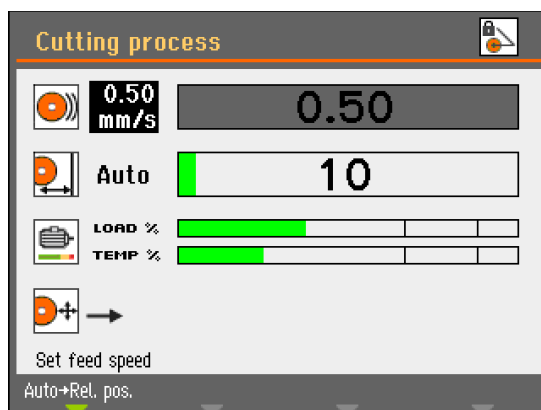 Cutting process
0.50
mm/s
0.50
Auto
10
LOAD %
TEMP %
Set feed speed
Auto→Rel. pos.